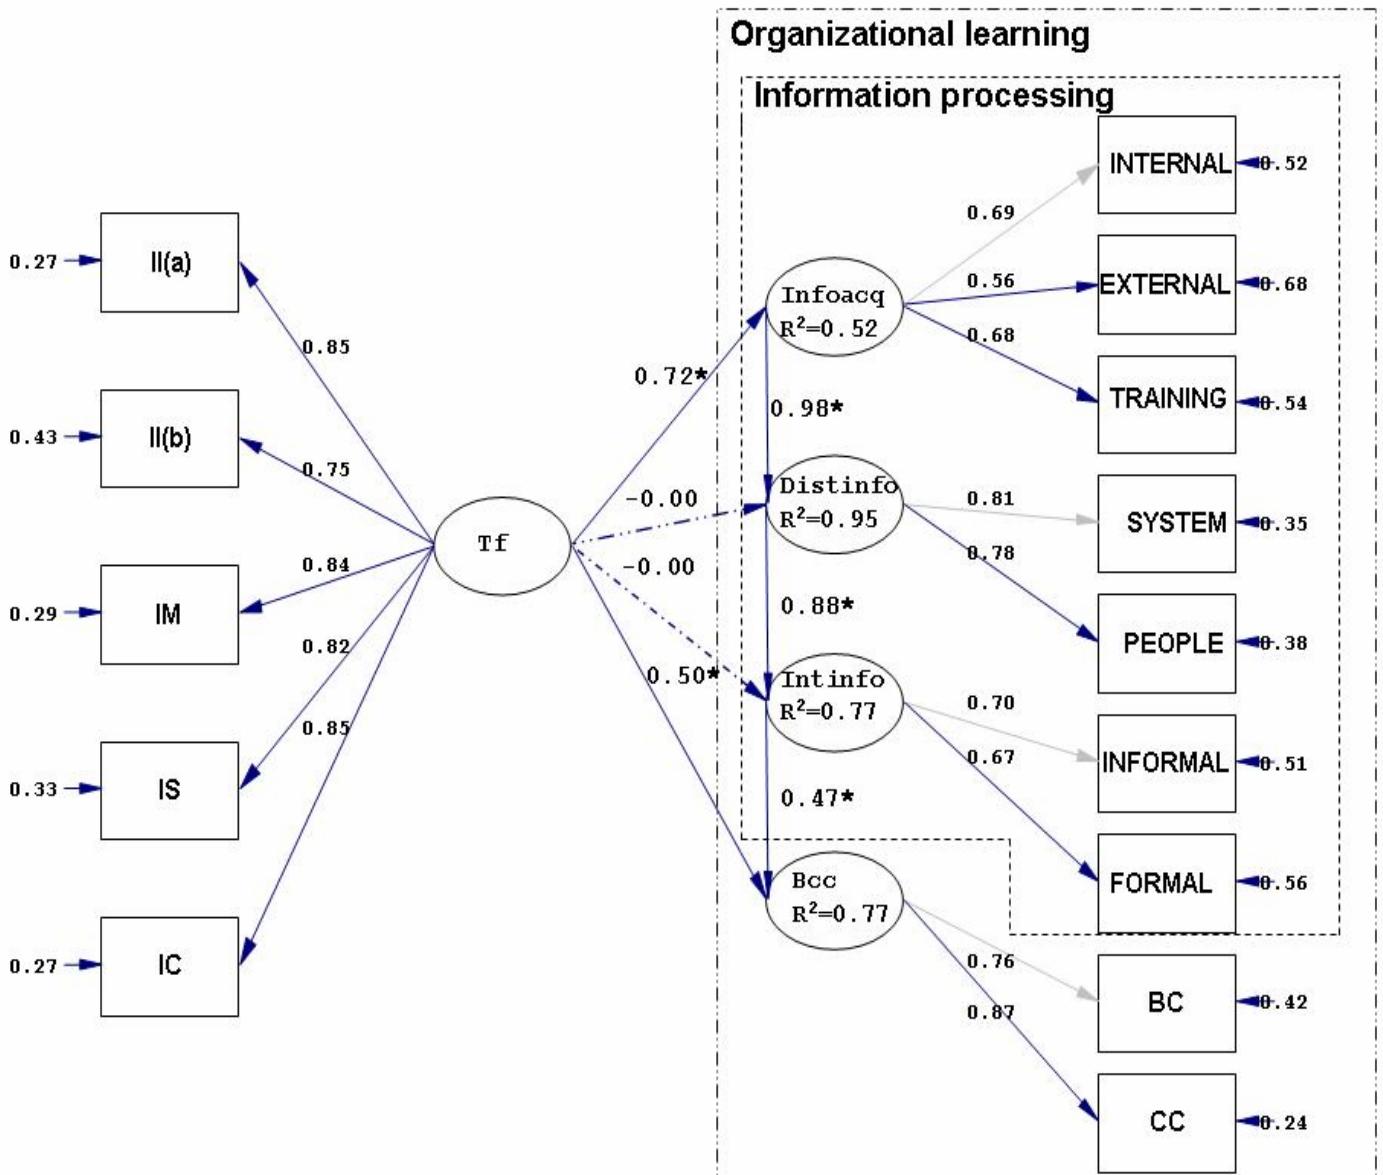 Organizational learning
Information processing
INTERNAL
0.52
0.69
II(a)
0.27
EXTERNAL
0.68
0.56
Infoacq
R²=0.52
0.85
0.68
TRAINING
0.54
0.72*
0.98*
II(b)
0.43
0.75
-0.00
Distinfo
R²=0.95
0.81
SYSTEM
0.35
Tf
0.78
-0.00
0.84
IM
0.29
0.88*
PEOPLE
0.38
0.82
0.50*
Intinfo
R²=0.77
0.70
0.67
INFORMAL
0.51
0.85
IS
0.33
0.47*
FORMAL
0.56
Bcc
R²=0.77
IC
0.27
0.76
BC
0.42
0.87
CC
0.24